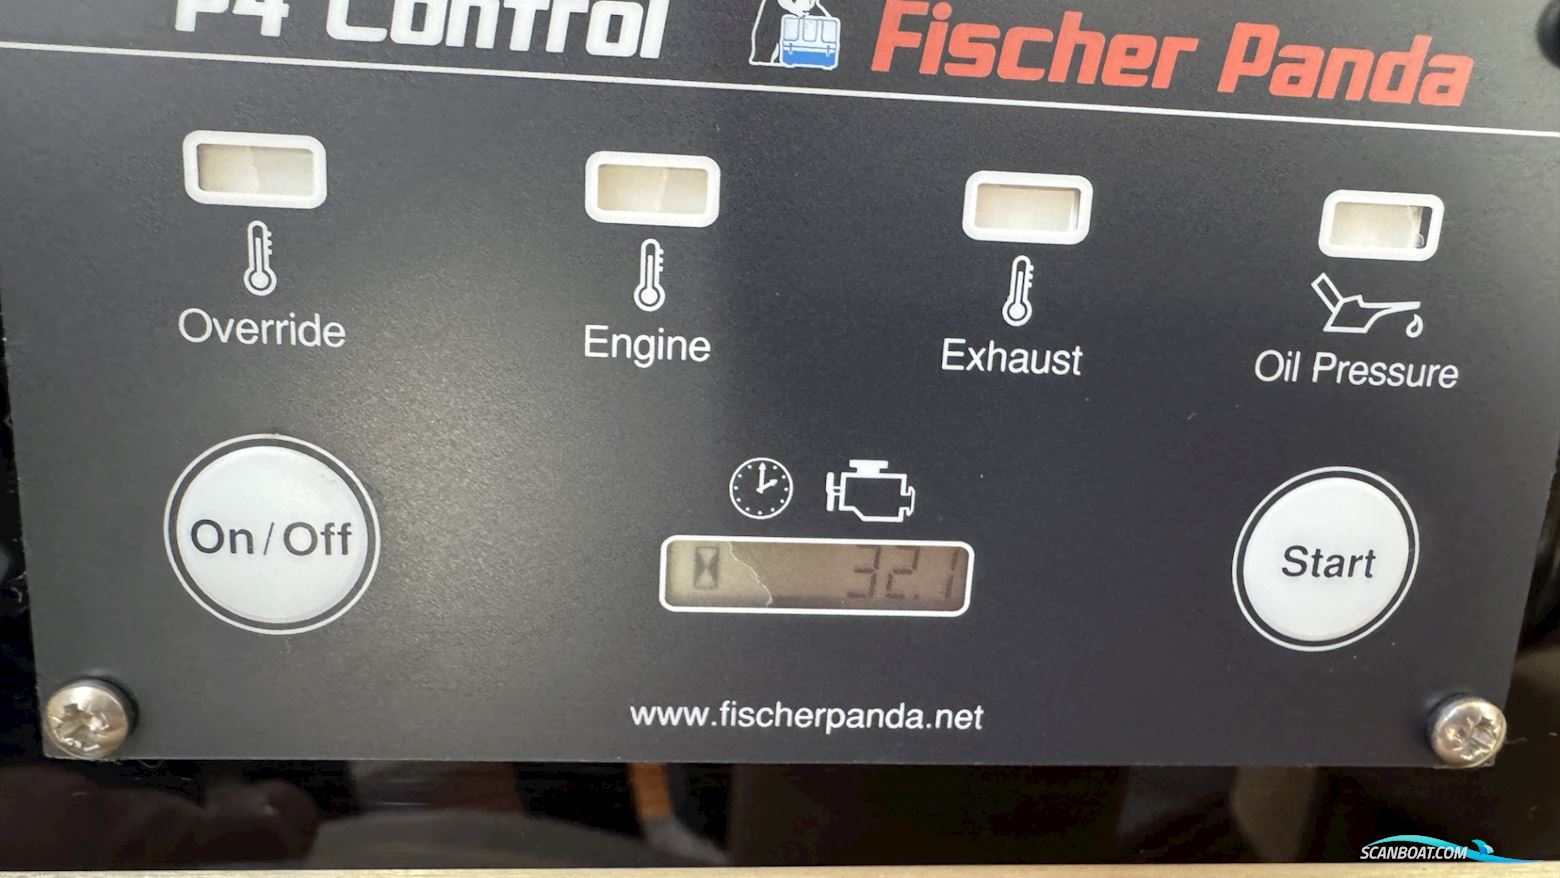 P4 Control Fischer Panda
Override Engine Exhaust Oil Pressure
On/Off
32.1
Start
www.fischerpanda.net
SCANBOAT.COM